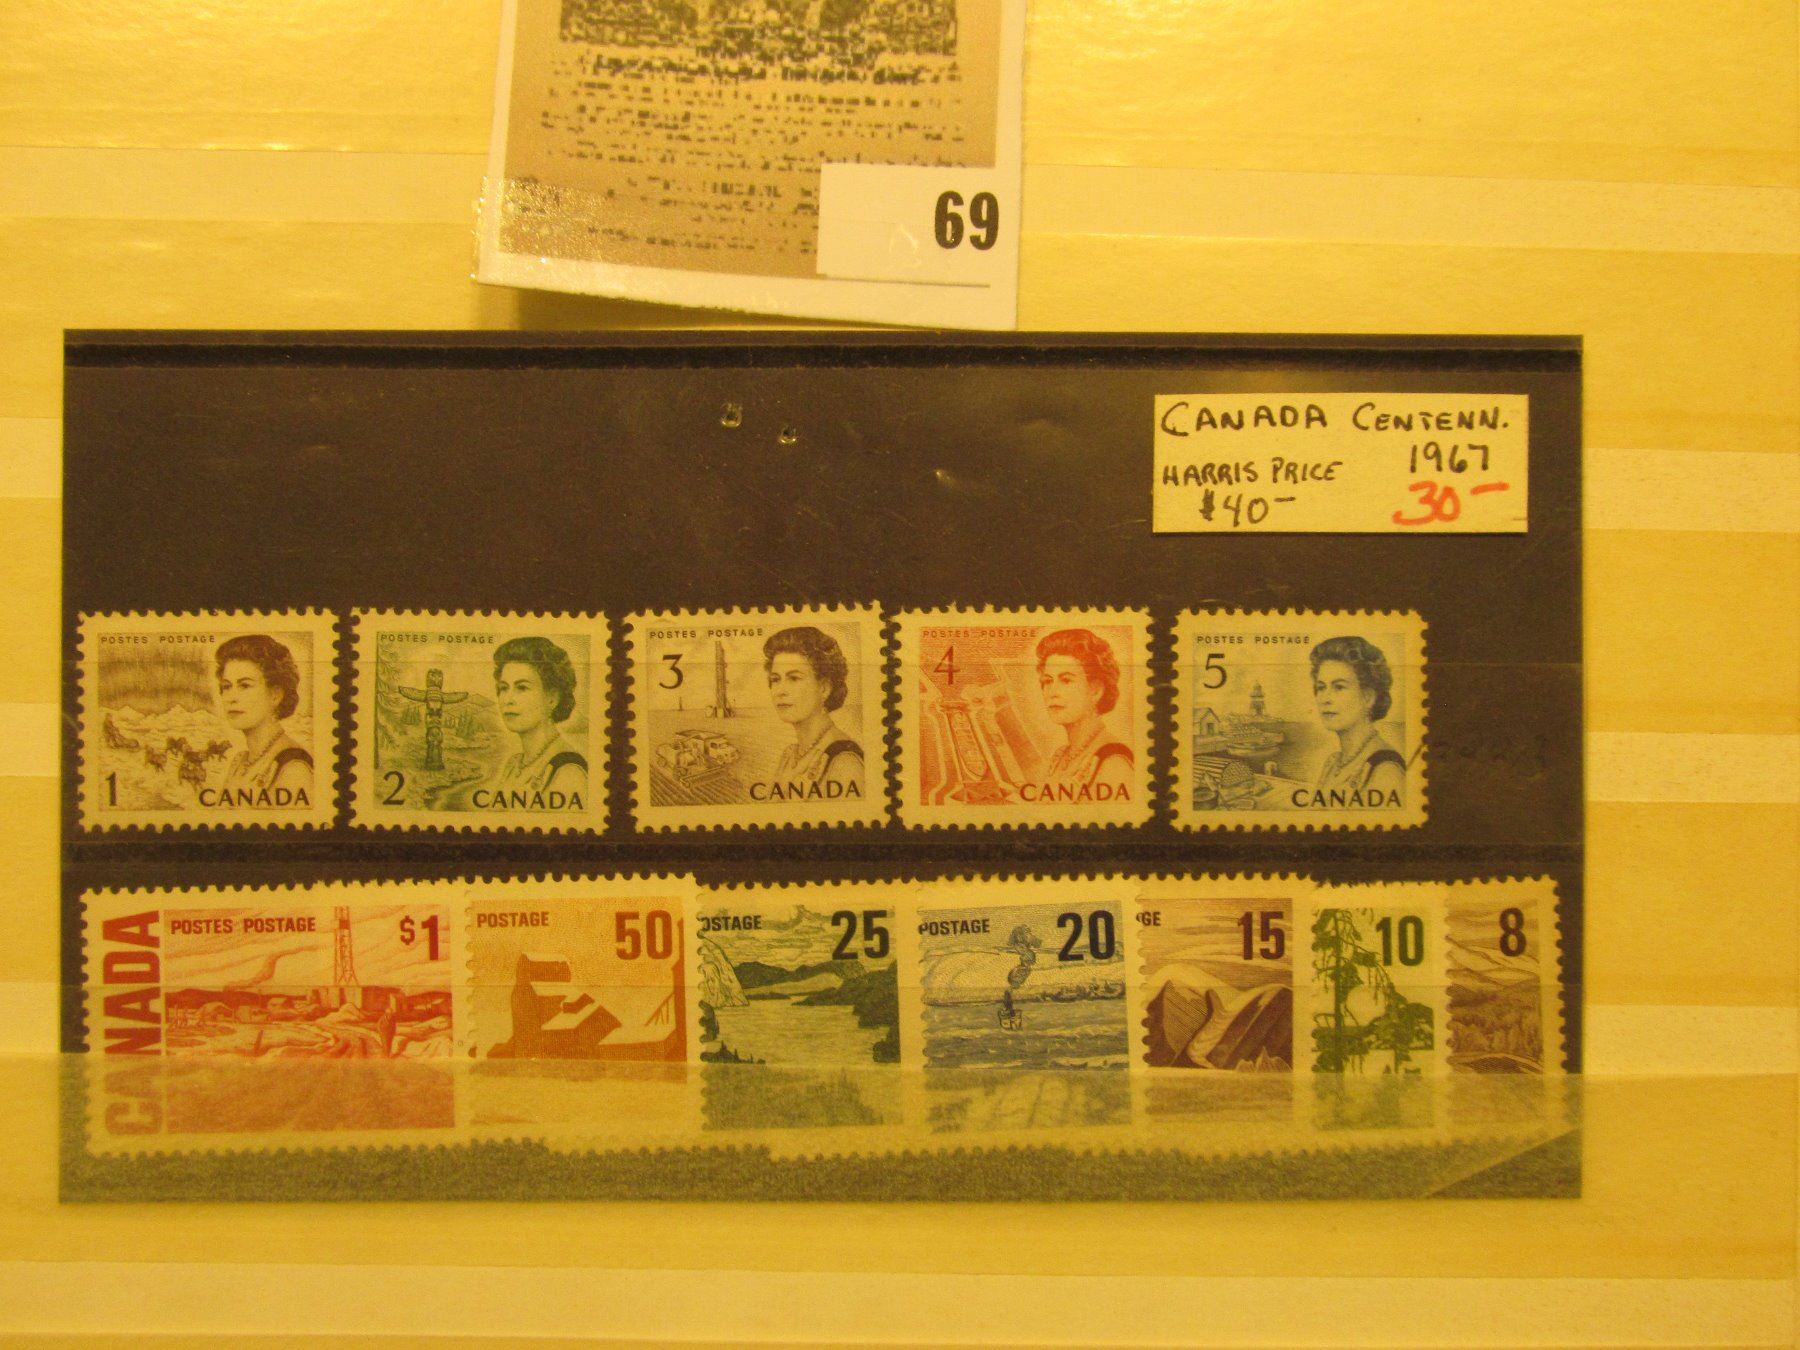 69
CANADA CENTENN.
1967
HARRIS PRICE
$40- 30-
POSTES POSTAGE
1 CANADA
POSTES POSTAGE
2 CANADA
POSTES POSTAGE
3
CANADA
POSTES POSTAGE
4
CANADA
POSTES POSTAGE
5
CANADA
CANADA
POSTES POSTAGE $1
POSTAGE 50
OSTAGE 25
POSTAGE 20
GE 15
10
8